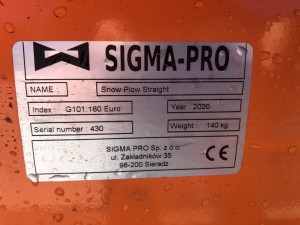 SIGMA-PRO
NAME : Snow Plow Straight
Index : G101.180 Euro Year : 2020
Serial number : 430 Weight : 140 kg
SIGMA PRO Sp. z o.o.
ul. Zakładników 35
98-200 Sieradz
CE